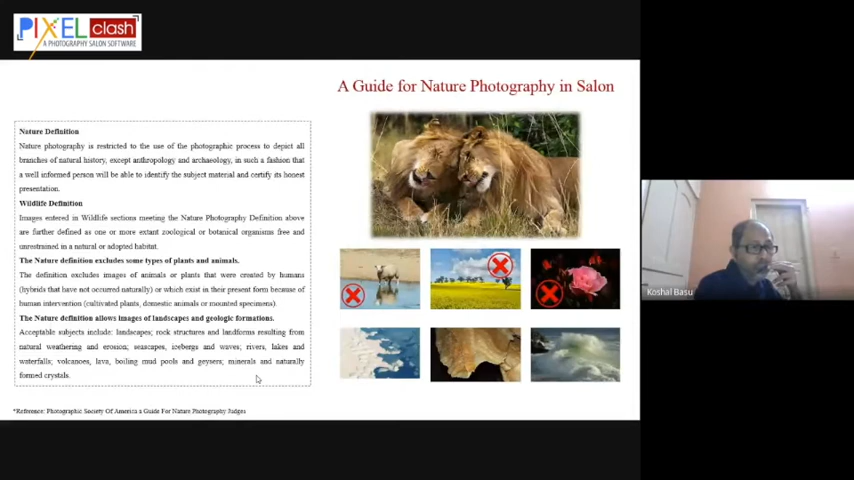 PIXEL clash
A PHOTOGRAPHY SALON SOFTWARE
A Guide for Nature Photography in Salon
Nature Definition
Nature photography is restricted to the use of the photographic process to depict all
branches of natural history, except anthropology and archaeology, in such a fashion that
a well informed person will be able to identify the subject material and certify its honest
presentation.
Wildlife Definition
Images entered in Wildlife sections meeting the Nature Photography Definition above
are further defined as one or more extant zoological or botanical organisms free and
unrestrained in a natural or adopted habitat.
The Nature definition excludes some types of plants and animals.
The definition excludes images of animals or plants that were created by humans
(hybrids that have not occurred naturally) or which exist in their present form because of
human intervention (cultivated plants, domestic animals or mounted specimens).
The Nature definition allows images of landscapes and geologic formations.
Acceptable subjects include: landscapes; rock structures and landforms resulting from
natural weathering and erosion; seascapes, icebergs and waves; rivers, lakes and
waterfalls; volcanoes, lava, boiling mud pools and geysers; minerals and naturally
formed crystals.
*Reference: Photographic Society Of America a Guide For Nature Photography Judges
Koshal Basu